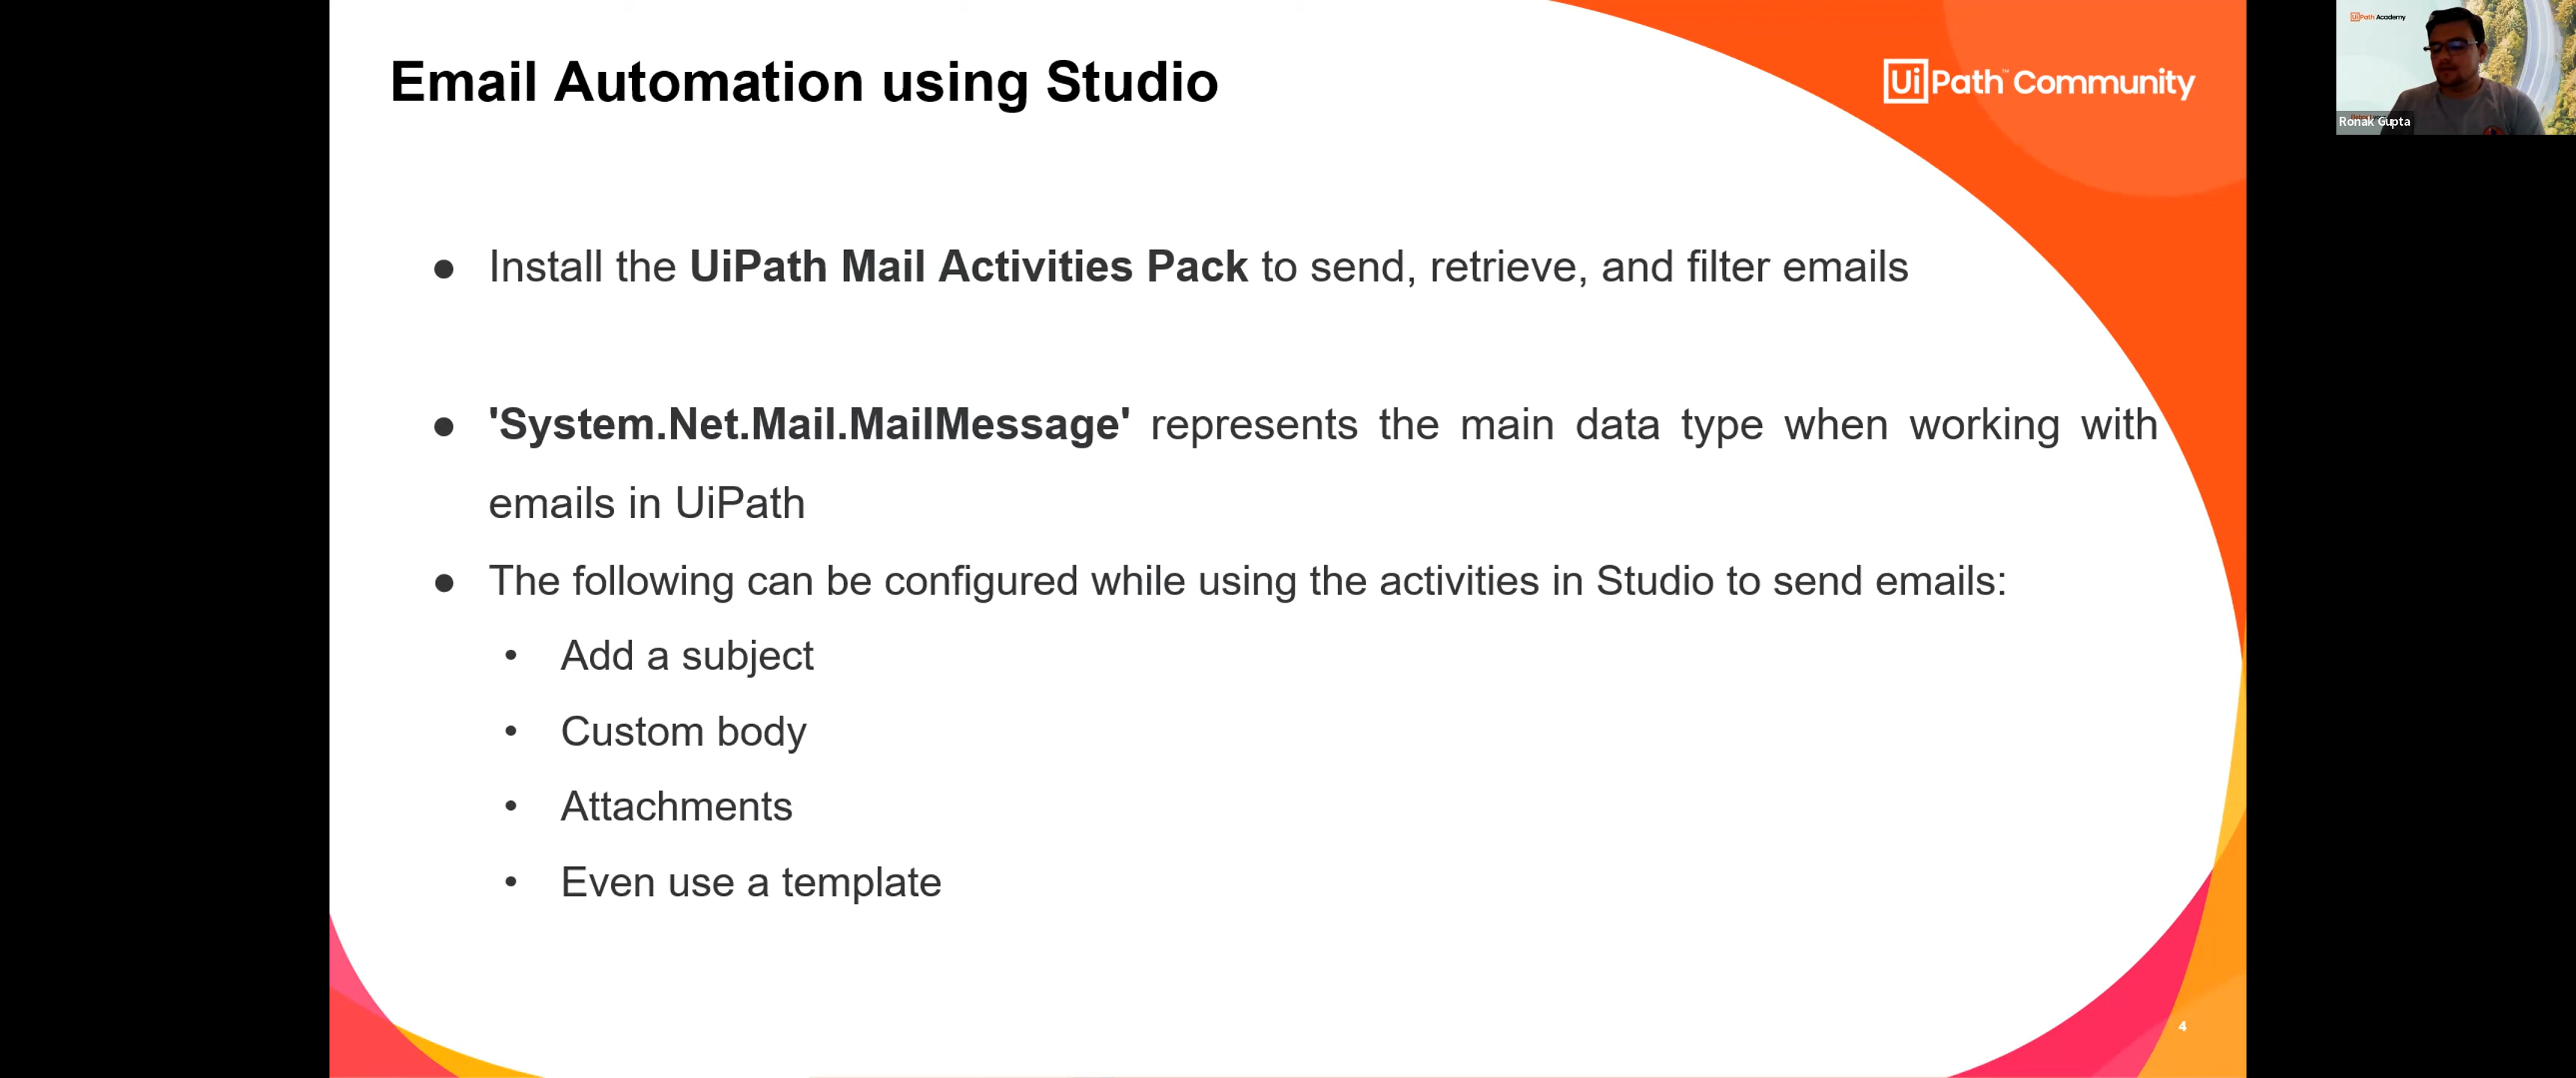 Email Automation using Studio
UiPath™ Community
UiPath Academy
Ronak Gupta
● Install the UiPath Mail Activities Pack to send, retrieve, and filter emails
● 'System.Net.Mail.MailMessage' represents the main data type when working with
emails in UiPath
● The following can be configured while using the activities in Studio to send emails:
• Add a subject
• Custom body
• Attachments
• Even use a template
4